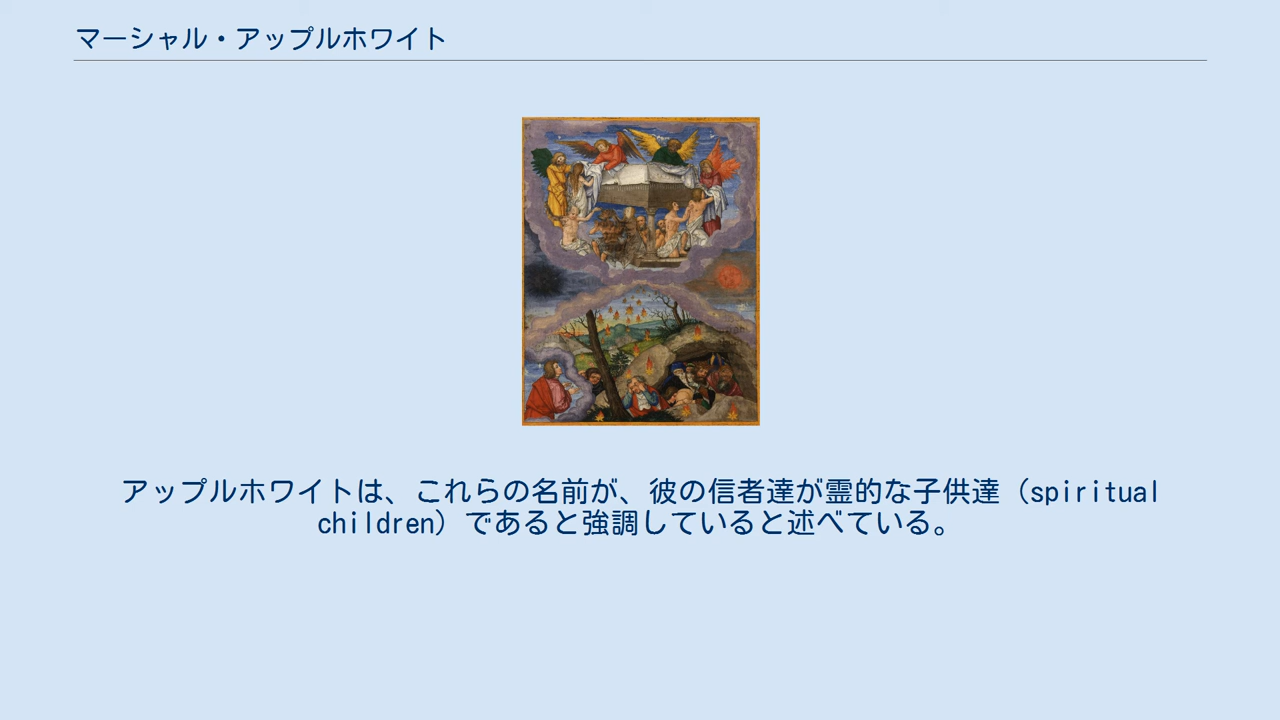 マーシャル・アップルホワイト
アップルホワイトは、これらの名前が、彼の信者達が霊的な子供達（spiritual
children）であると強調していると述べている。